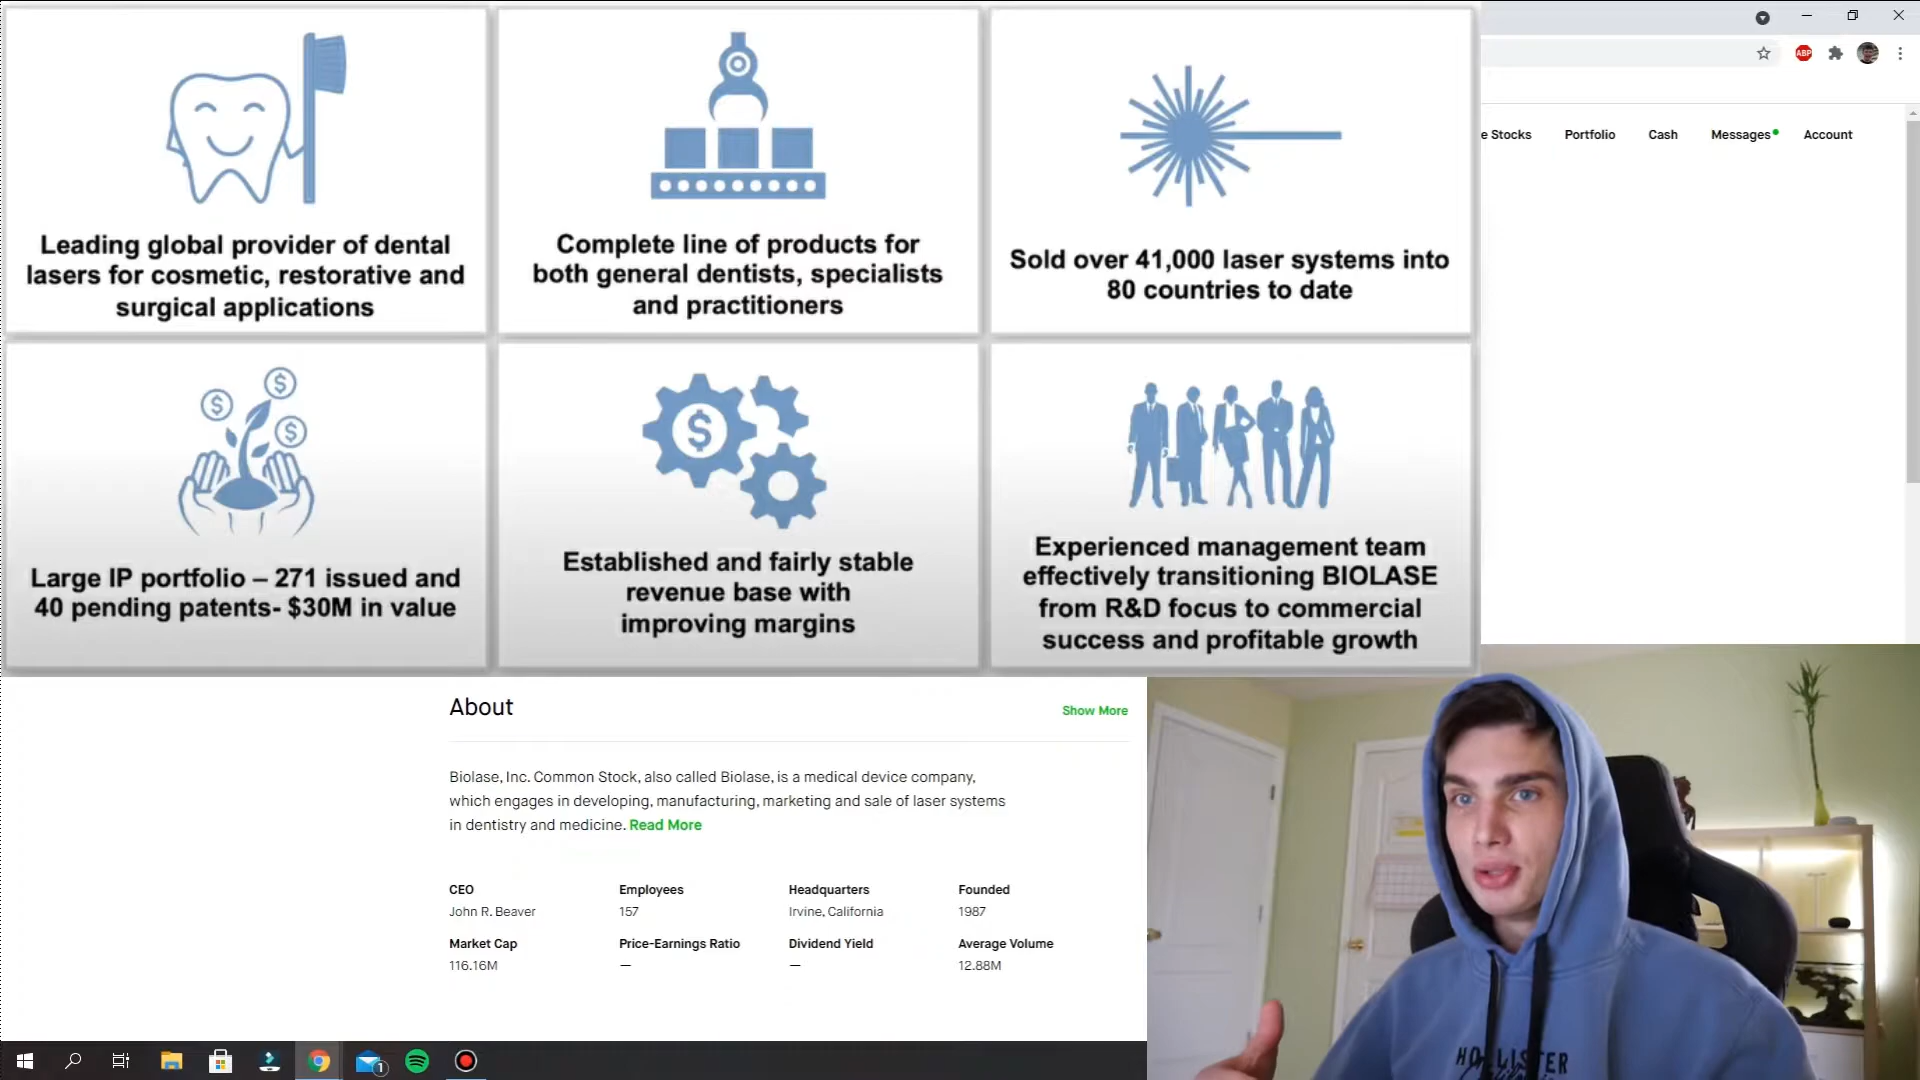 Leading global provider of dental
lasers for cosmetic, restorative and
surgical applications
Complete line of products for
both general dentists, specialists
and practitioners
Sold over 41,000 laser systems into
80 countries to date
Large IP portfolio – 271 issued and
40 pending patents- $30M in value
Established and fairly stable
revenue base with
improving margins
Experienced management team
effectively transitioning BIOLASE
from R&D focus to commercial
success and profitable growth
ABP
e Stocks Portfolio Cash Messages Account
About
Show More
Biolase, Inc. Common Stock, also called Biolase, is a medical device company,
which engages in developing, manufacturing, marketing and sale of laser systems
in dentistry and medicine. Read More
CEO Employees Headquarters Founded
John R. Beaver 157 Irvine, California 1987
Market Cap Price-Earnings Ratio Dividend Yield Average Volume
116.16M — — 12.88M
1
HOLLISTER